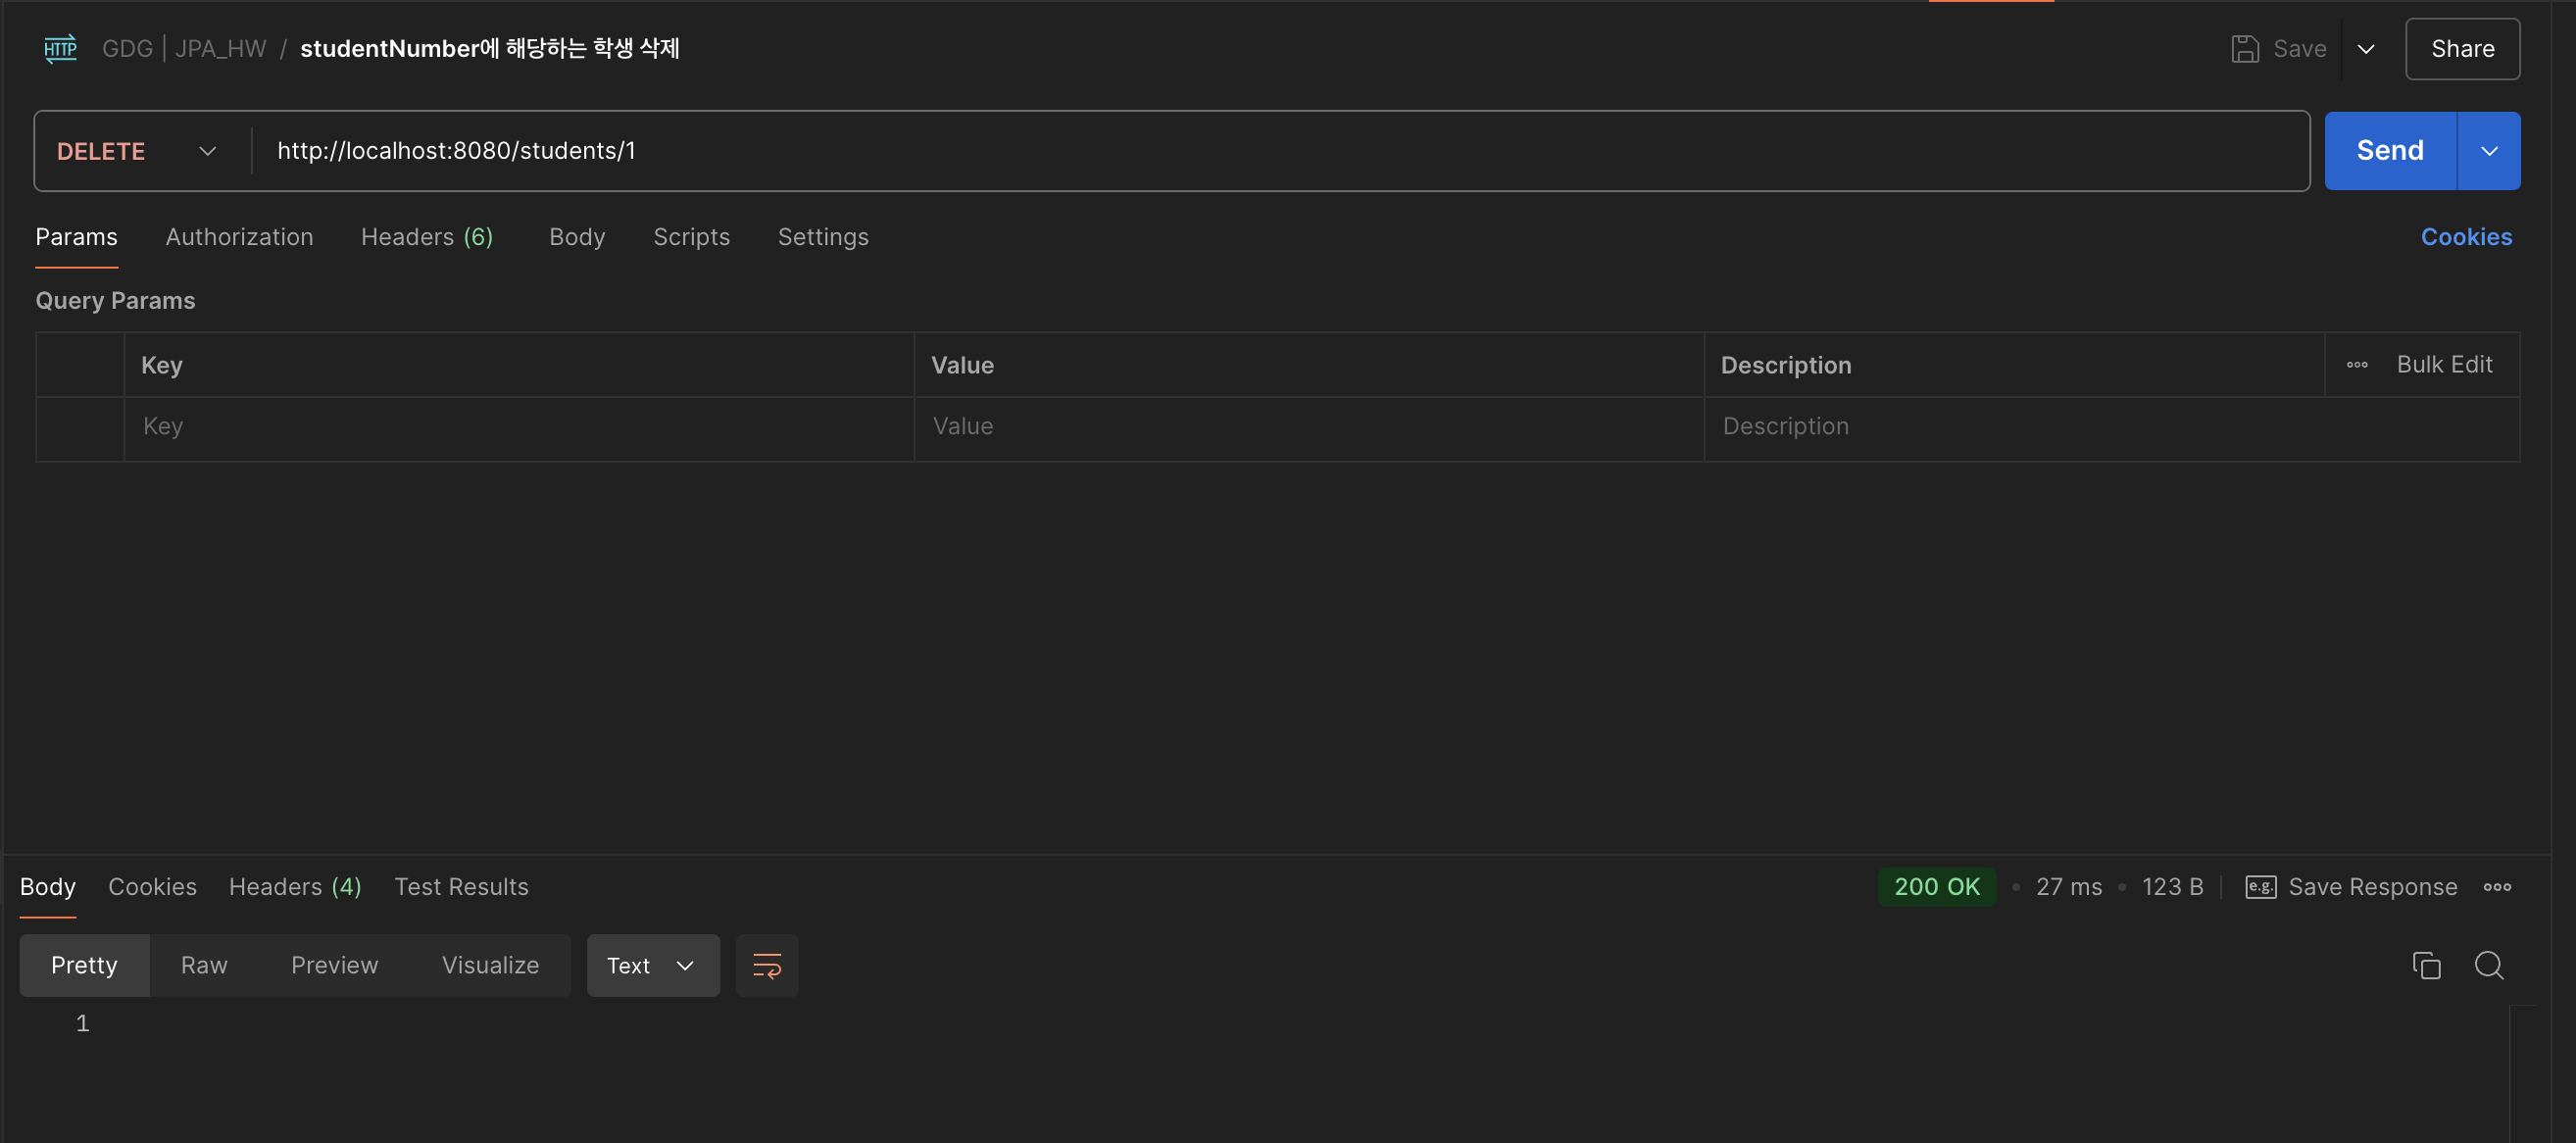 HTTP GDG | JPA_HW / studentNumber에 해당하는 학생 삭제 Save Share
DELETE http://localhost:8080/students/1 Send
Params Authorization Headers (6) Body Scripts Settings Cookies
Query Params
Key Value Description Bulk Edit
Key Value Description
Body Cookies Headers (4) Test Results 200 OK • 27 ms • 123 B e.g. Save Response
Pretty Raw Preview Visualize Text
1